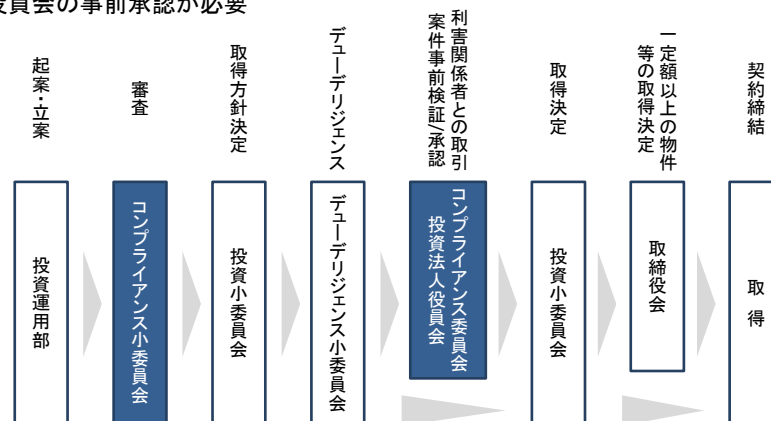 役員会の事前承認が必要
起案・立案
審査
取得方針決定
デューデリジェンス
利害関係者との取引
案件事前検証/承認
取得決定
一定額以上の物件
等の取得決定
契約締結
投資運用部
コンプライアンス小委員会
投資小委員会
デューデリジェンス小委員会
コンプライアンス委員会
投資法人役員会
投資小委員会
取締役会
取得